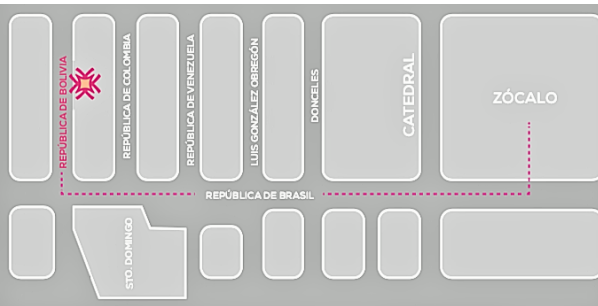 REPÚBLICA DE BOLIVIA
REPÚBLICA DE COLOMBIA
REPÚBLICA DE VENEZUELA
LUIS GONZÁLEZ OBREGÓN
DONCELES
CATEDRAL
ZÓCALO
REPÚBLICA DE BRASIL
STO. DOMINGO